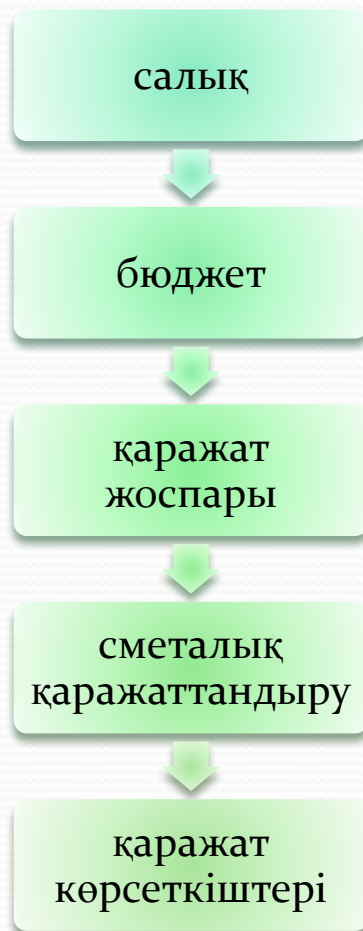 салық
бюджет
қаражат
жоспары
сметалық
қаражаттандыру
қаражат
көрсеткіштері